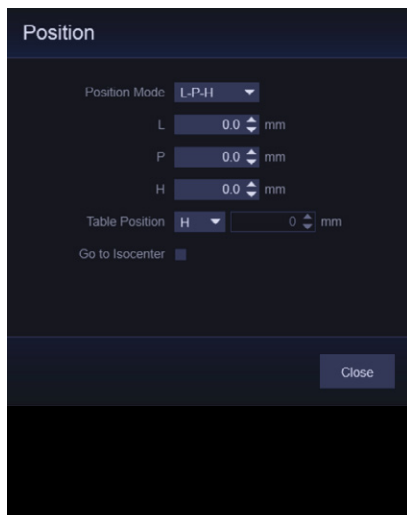 Position
Position Mode L-P-H
L 0.0 mm
P 0.0 mm
H 0.0 mm
Table Position H 0 mm
Go to Isocenter
Close